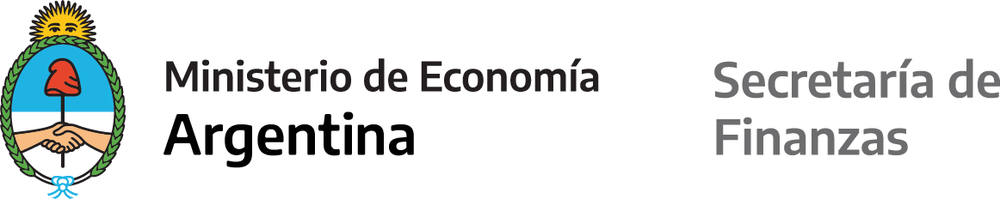 Ministerio de Economía
Argentina
Secretaría de
Finanzas